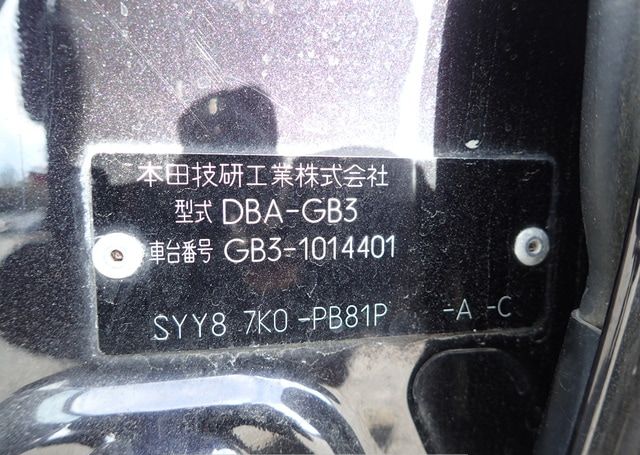 本田技研工業株式会社
型式 DBA-GB3
車台番号 GB3-1014401
SYY8 7K0 -PB81P -A -C